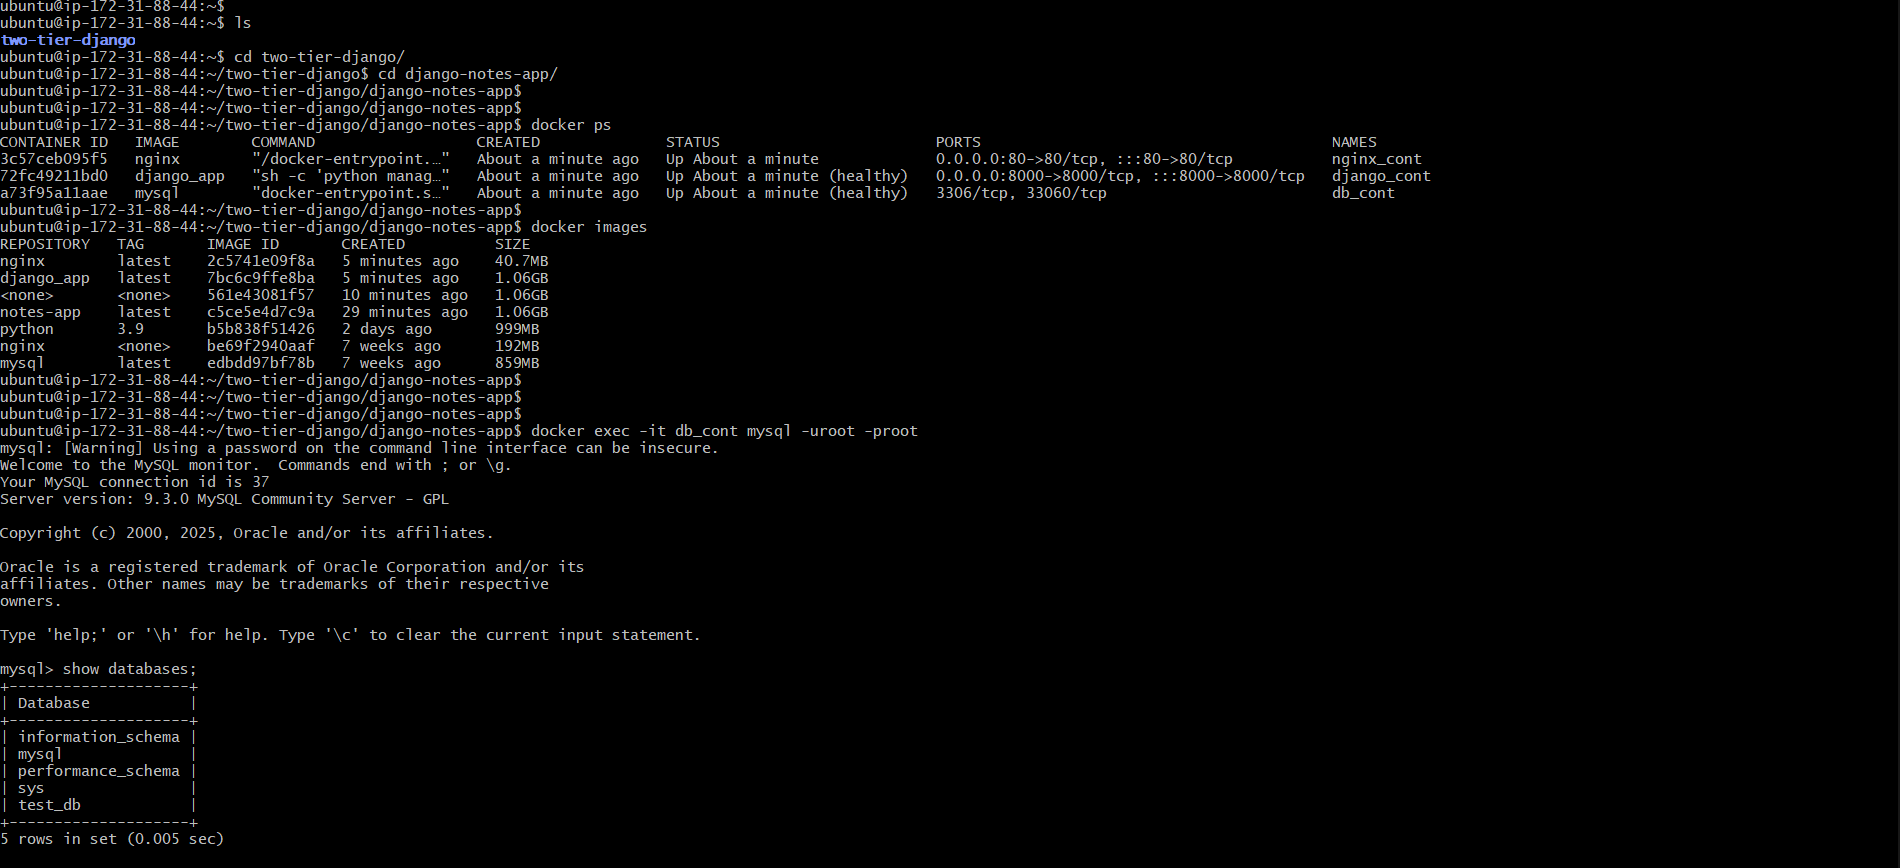 ubuntu@ip-172-31-88-44:~$
ubuntu@ip-172-31-88-44:~$ ls
two-tier-django
ubuntu@ip-172-31-88-44:~$ cd two-tier-django/
ubuntu@ip-172-31-88-44:~/two-tier-django$ cd django-notes-app/
ubuntu@ip-172-31-88-44:~/two-tier-django/django-notes-app$
ubuntu@ip-172-31-88-44:~/two-tier-django/django-notes-app$
ubuntu@ip-172-31-88-44:~/two-tier-django/django-notes-app$ docker ps
CONTAINER ID   IMAGE        COMMAND                  CREATED              STATUS                        PORTS                                       NAMES
3c57ceb095f5   nginx        "/docker-entrypoint.…"   About a minute ago   Up About a minute             0.0.0.0:80->80/tcp, :::80->80/tcp           nginx_cont
72fc49211bd0   django_app   "sh -c 'python manag…"   About a minute ago   Up About a minute (healthy)   0.0.0.0:8000->8000/tcp, :::8000->8000/tcp   django_cont
a73f95a11aae   mysql        "docker-entrypoint.s…"   About a minute ago   Up About a minute (healthy)   3306/tcp, 33060/tcp                         db_cont
ubuntu@ip-172-31-88-44:~/two-tier-django/django-notes-app$
ubuntu@ip-172-31-88-44:~/two-tier-django/django-notes-app$ docker images
REPOSITORY   TAG       IMAGE ID       CREATED          SIZE
nginx        latest    2c5741e09f8a   5 minutes ago    40.7MB
django_app   latest    7bc6c9ffe8ba   5 minutes ago    1.06GB
<none>       <none>    561e43081f57   10 minutes ago   1.06GB
notes-app    latest    c5ce5e4d7c9a   29 minutes ago   1.06GB
python       3.9       b5b838f51426   2 days ago       999MB
nginx        <none>    be69f2940aaf   7 weeks ago      192MB
mysql        latest    edbdd97bf78b   7 weeks ago      859MB
ubuntu@ip-172-31-88-44:~/two-tier-django/django-notes-app$
ubuntu@ip-172-31-88-44:~/two-tier-django/django-notes-app$
ubuntu@ip-172-31-88-44:~/two-tier-django/django-notes-app$
ubuntu@ip-172-31-88-44:~/two-tier-django/django-notes-app$ docker exec -it db_cont mysql -uroot -proot
mysql: [Warning] Using a password on the command line interface can be insecure.
Welcome to the MySQL monitor.  Commands end with ; or \g.
Your MySQL connection id is 37
Server version: 9.3.0 MySQL Community Server - GPL

Copyright (c) 2000, 2025, Oracle and/or its affiliates.

Oracle is a registered trademark of Oracle Corporation and/or its
affiliates. Other names may be trademarks of their respective
owners.

Type 'help;' or '\h' for help. Type '\c' to clear the current input statement.

mysql> show databases;
+--------------------+
| Database           |
+--------------------+
| information_schema |
| mysql              |
| performance_schema |
| sys                |
| test_db            |
+--------------------+
5 rows in set (0.005 sec)